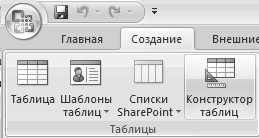 Главная Создание Внешние
Таблица Шаблоны таблиц Списки SharePoint Конструктор таблиц
Таблицы